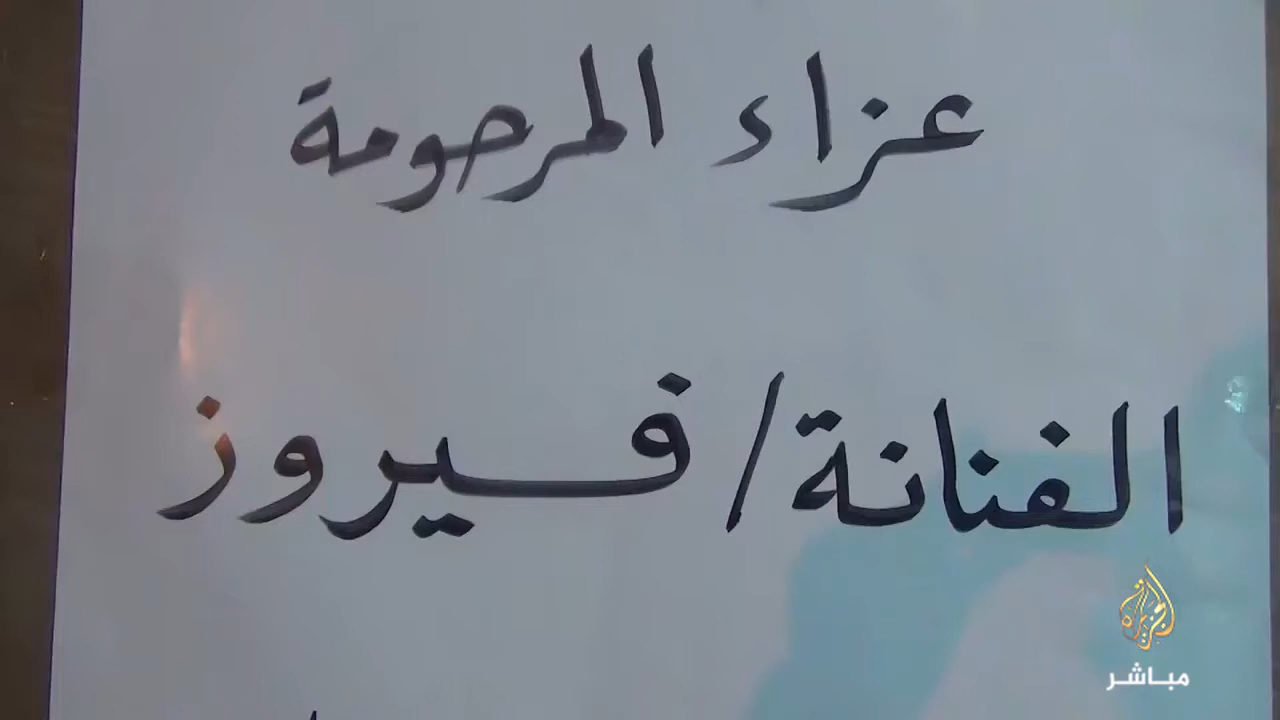 عزاء المرحومة
الفنانة/فيروز
الجزيرة
مباشر